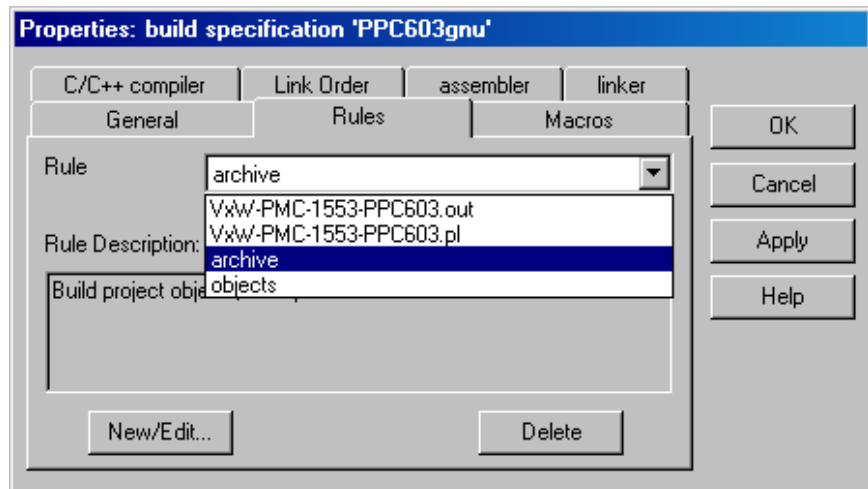 Properties: build specification 'PPC603gnu'
C/C++ compiler Link Order assembler linker
General Rules Macros
OK
Rule archive
Cancel
VxW-PMC-1553-PPC603.out
VxW-PMC-1553-PPC603.pl
Rule Description:
Apply
archive
objects
Build project obje
Help
New/Edit... Delete